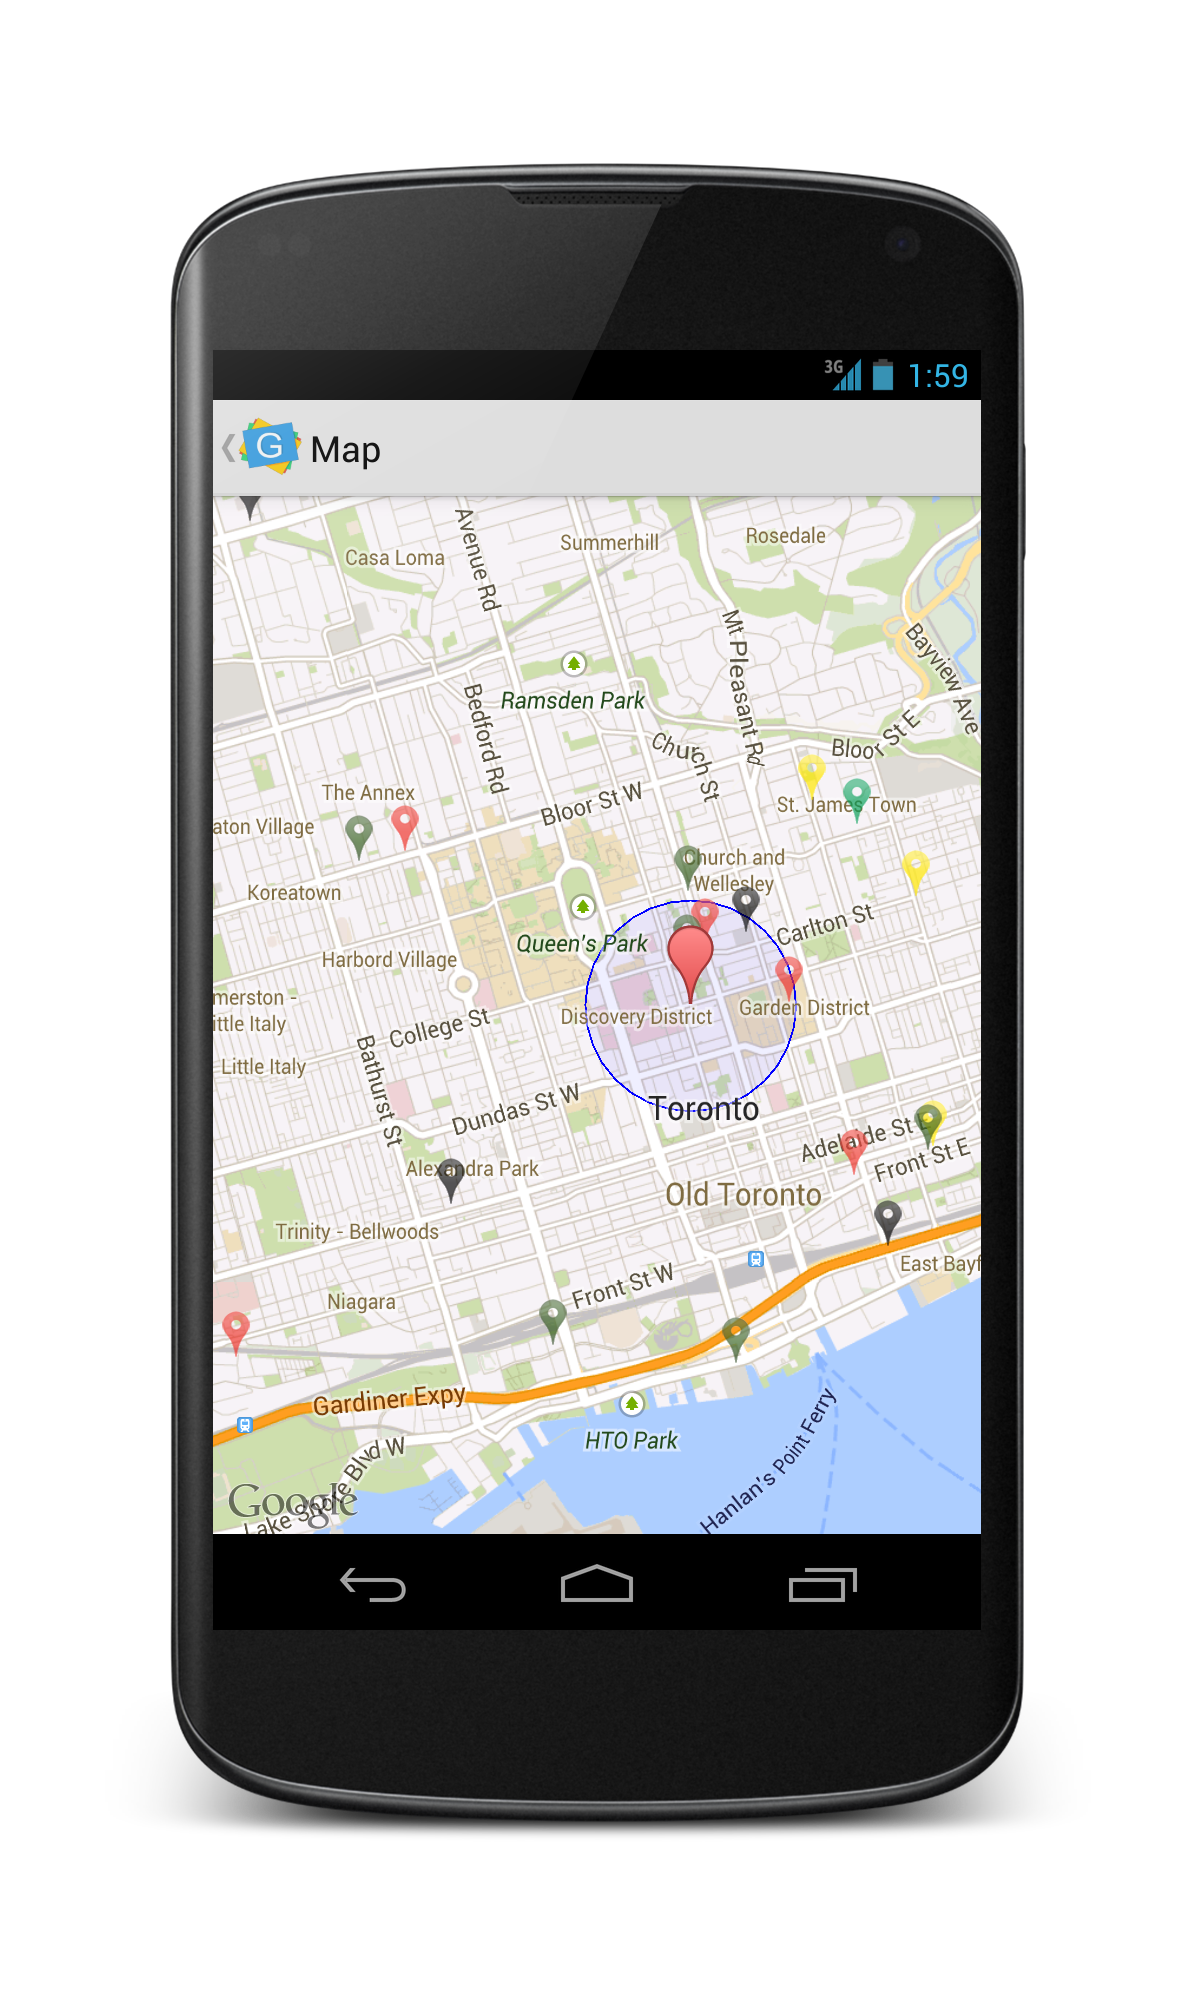 3G 1:59
G Map
Avenue Rd
Summerhill
Rosedale
Casa Loma
Mt Pleasant Rd
Bayview Ave
Ramsden Park
Bedford Rd
Church St
Bloor St E
The Annex
Bloor St W
St. James Town
aton Village
Church and
Wellesley
Koreatown
Carlton St
Queen's Park
Harbord Village
merston -
ittle Italy
Discovery District
Garden District
College St
Little Italy
Bathurst St
Dundas St W
Toronto
Adelaide St E
Front St E
Alexandra Park
Old Toronto
Trinity - Bellwoods
East Bayf
Front St W
Niagara
Gardiner Expy
HTO Park
Hanlan's Point Ferry
Lake Shore Blvd W
Google